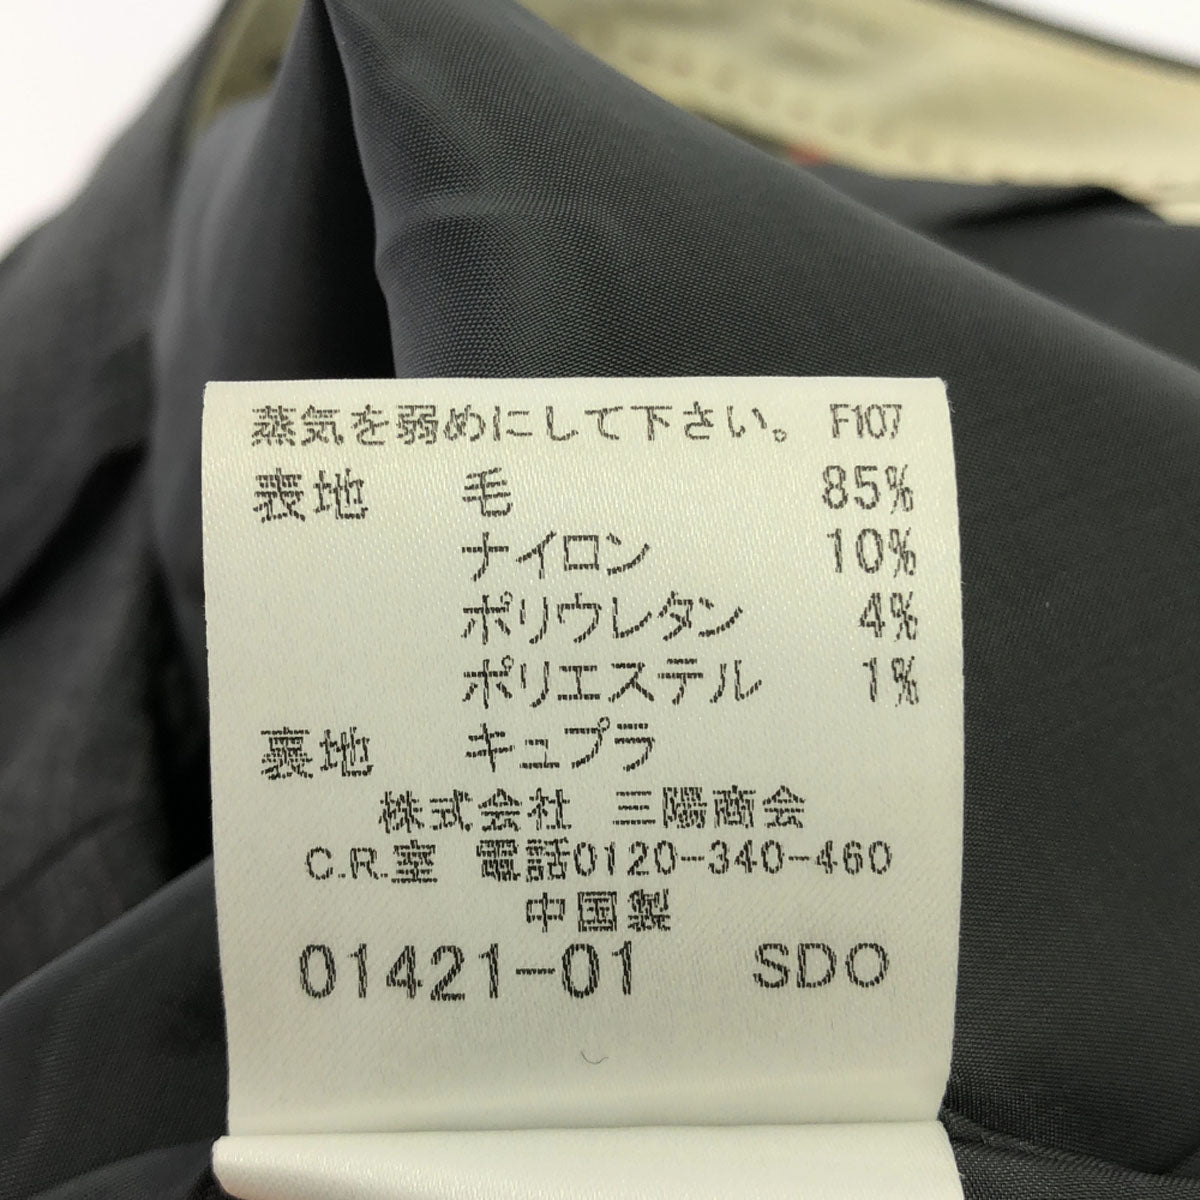 蒸気を弱めにして下さい。 F107
表地 毛 85%
ナイロン 10%
ポリウレタン 4%
ポリエステル 1%
裏地 キュプラ
株式会社 三陽商会
C.R.室 電話0120-340-460
中国製
01421-01 SDO